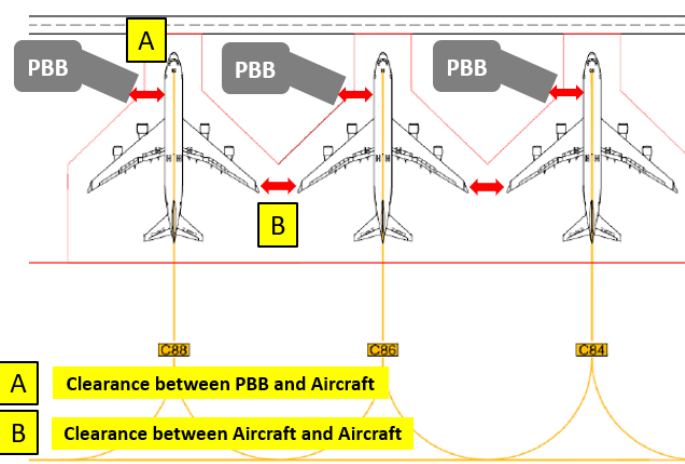 A
PBB
PBB
PBB
B
C88
C86
C84
A Clearance between PBB and Aircraft
B Clearance between Aircraft and Aircraft